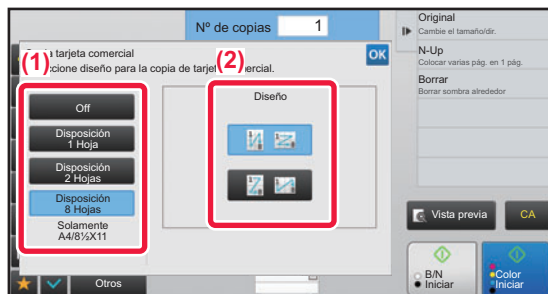 Nº de copias 1
(1)
(2)
tarjeta comercial
ccione diseño para la copia de tarje ercial.
OK
Off
Disposición
1 Hoja
Disposición
2 Hojas
Disposición
8 Hojas
Solamente
A4/8½X11
Diseño
Otros
Original
Cambie el tamaño/dir.
N-Up
Colocar varias pág. en 1 pág.
Borrar
Borrar sombra alrededor
Vista previa
CA
B/N
Iniciar
Color
Iniciar